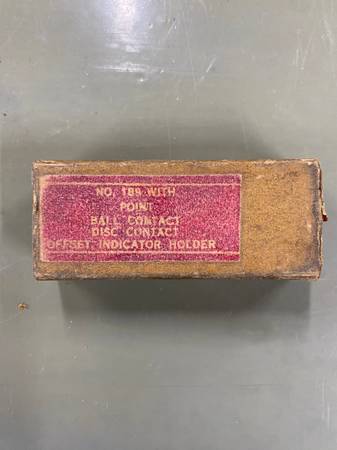 NO. 189 WITH
POINT
BALL CONTACT
DISC CONTACT
OFFSET INDICATOR HOLDER